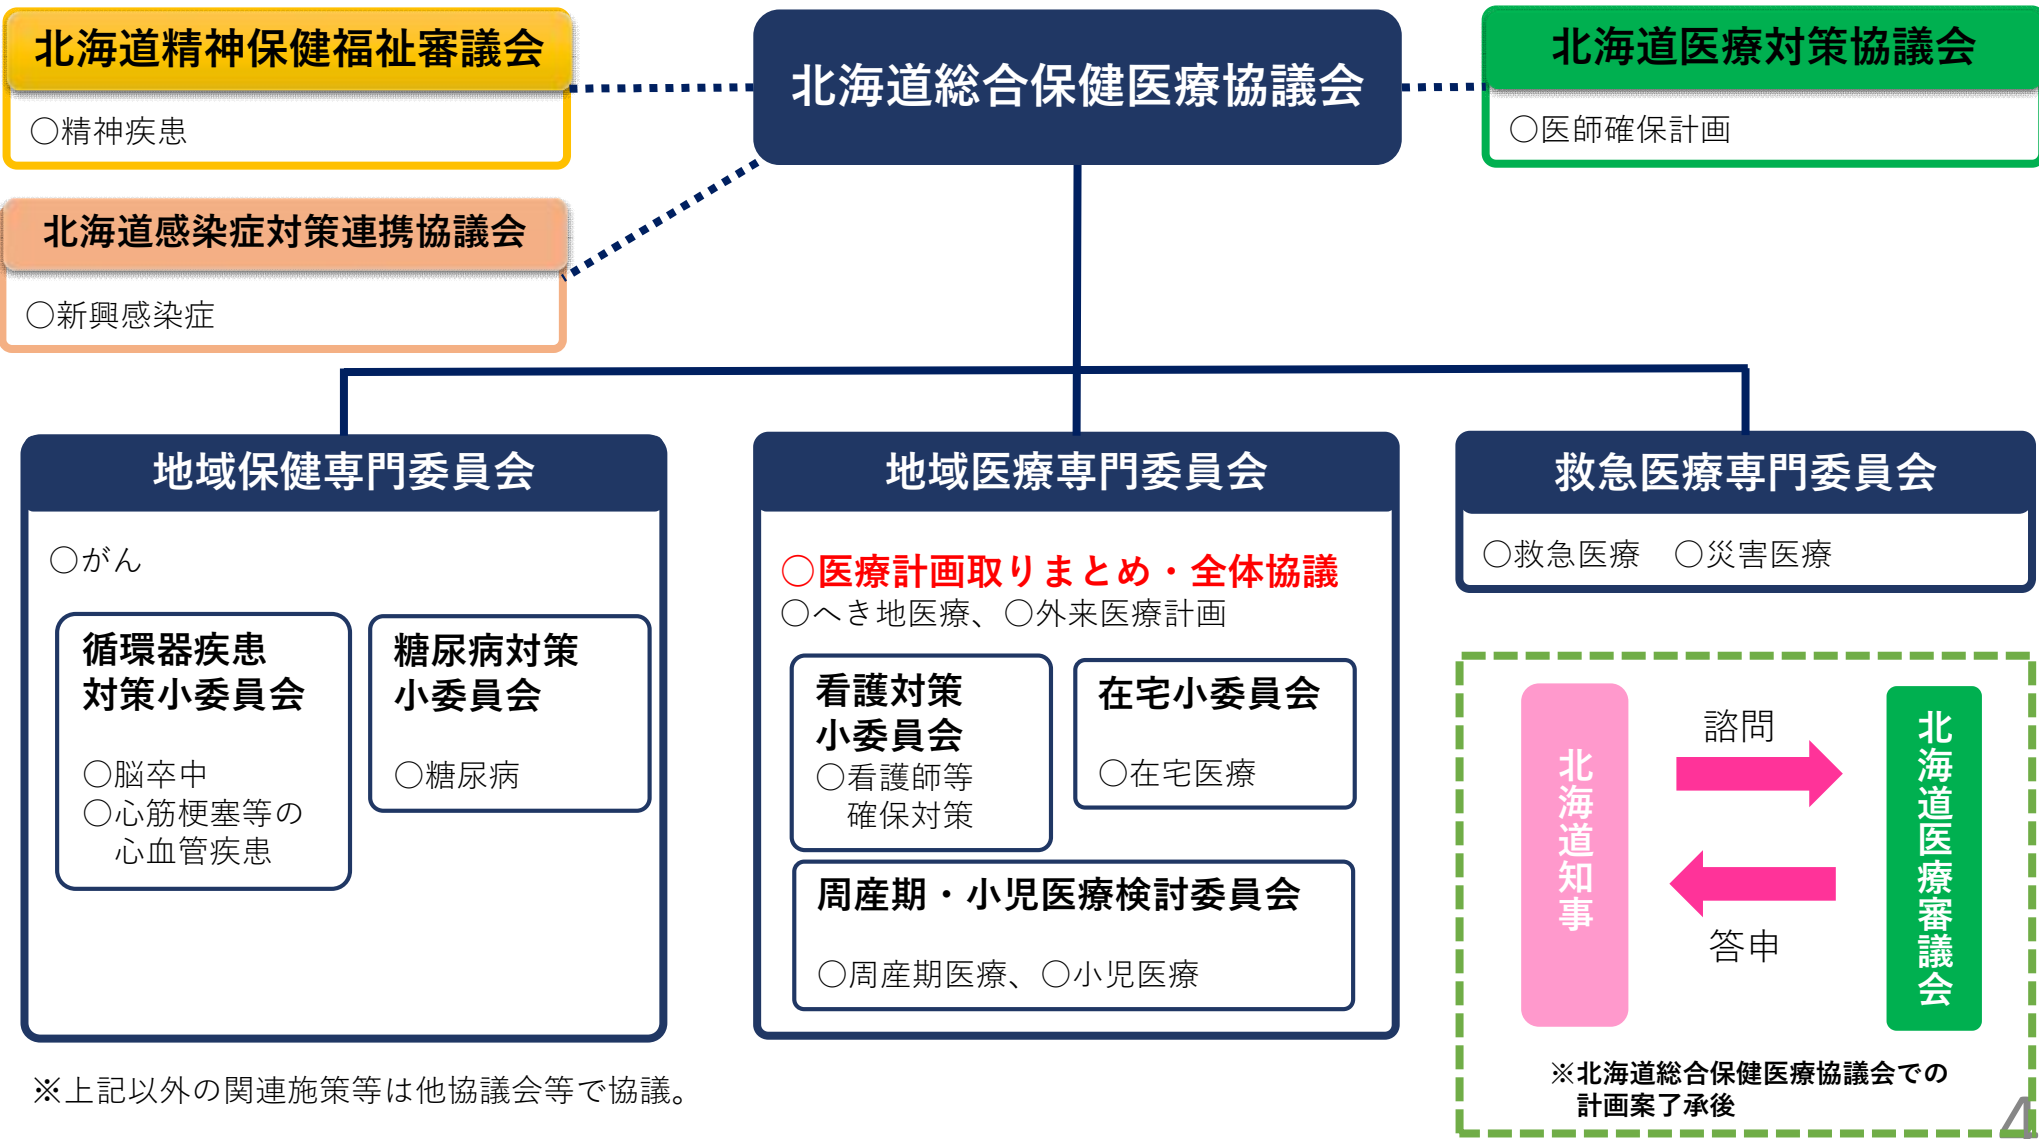 北海道精神保健福祉審議会
○精神疾患
北海道総合保健医療協議会
北海道医療対策協議会
○医師確保計画
北海道感染症対策連携協議会
○新興感染症
地域保健専門委員会
○がん
循環器疾患
対策小委員会
○脳卒中
○心筋梗塞等の
心血管疾患
糖尿病対策
小委員会
○糖尿病
地域医療専門委員会
○医療計画取りまとめ・全体協議
○へき地医療、○外来医療計画
看護対策
小委員会
○看護師等
確保対策
在宅小委員会
○在宅医療
周産期・小児医療検討委員会
○周産期医療、○小児医療
救急医療専門委員会
○救急医療　○災害医療
北海道知事
諮問
答申
北海道医療審議会
※北海道総合保健医療協議会での
計画案了承後
※上記以外の関連施策等は他協議会等で協議。
4